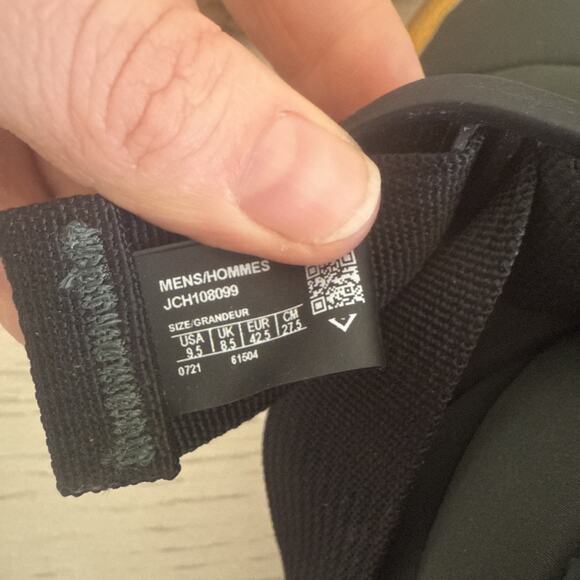 MENS/HOMMES
JCH108099
SIZE/GRANDEUR
USA UK EUR CM
9.5 8.5 42.5 27.5
0721 61504